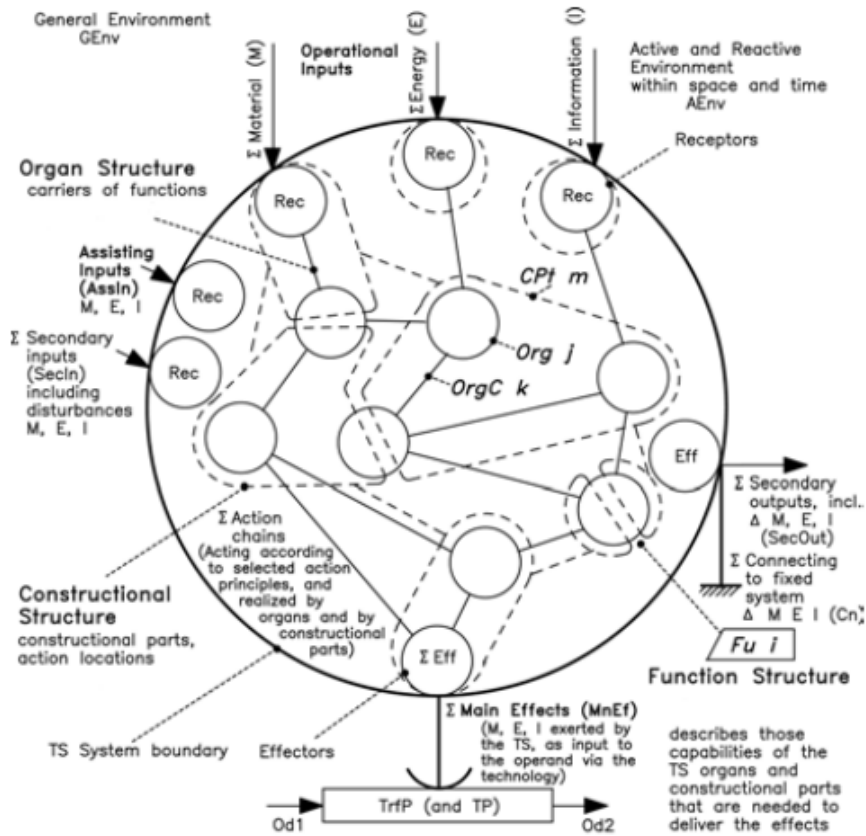 General Environment
GEnv
Σ Material (M)
Operational
Inputs
Σ Energy (E)
Σ Information (I)
Active and Reactive
Environment
within space and time
AEnv
Receptors
Rec
Rec
Rec
Organ Structure
carriers of functions
Assisting
Inputs
(AssIn)
M, E, I
Rec
Σ Secondary
inputs
(SecIn)
including
disturbances
M, E, I
Rec
CPt m
Org j
OrgC k
Eff
Σ Secondary
outputs, incl.
Δ M, E, I
(SecOut)
Σ Connecting
to fixed
system
Δ M E I (Cn)
Fu i
Function Structure
describes those
capabilities of the
TS organs and
constructional parts
that are needed to
deliver the effects
Σ Action
chains
(Acting according
to selected action
principles, and
realized by
organs and by
constructional
parts)
Constructional
Structure
constructional parts,
action locations
Σ Eff
TS System boundary
Effectors
Σ Main Effects (MnEf)
(M, E, I exerted by
the TS, as input to
the operand via the
technology)
Od1
TrfP (and TP)
Od2